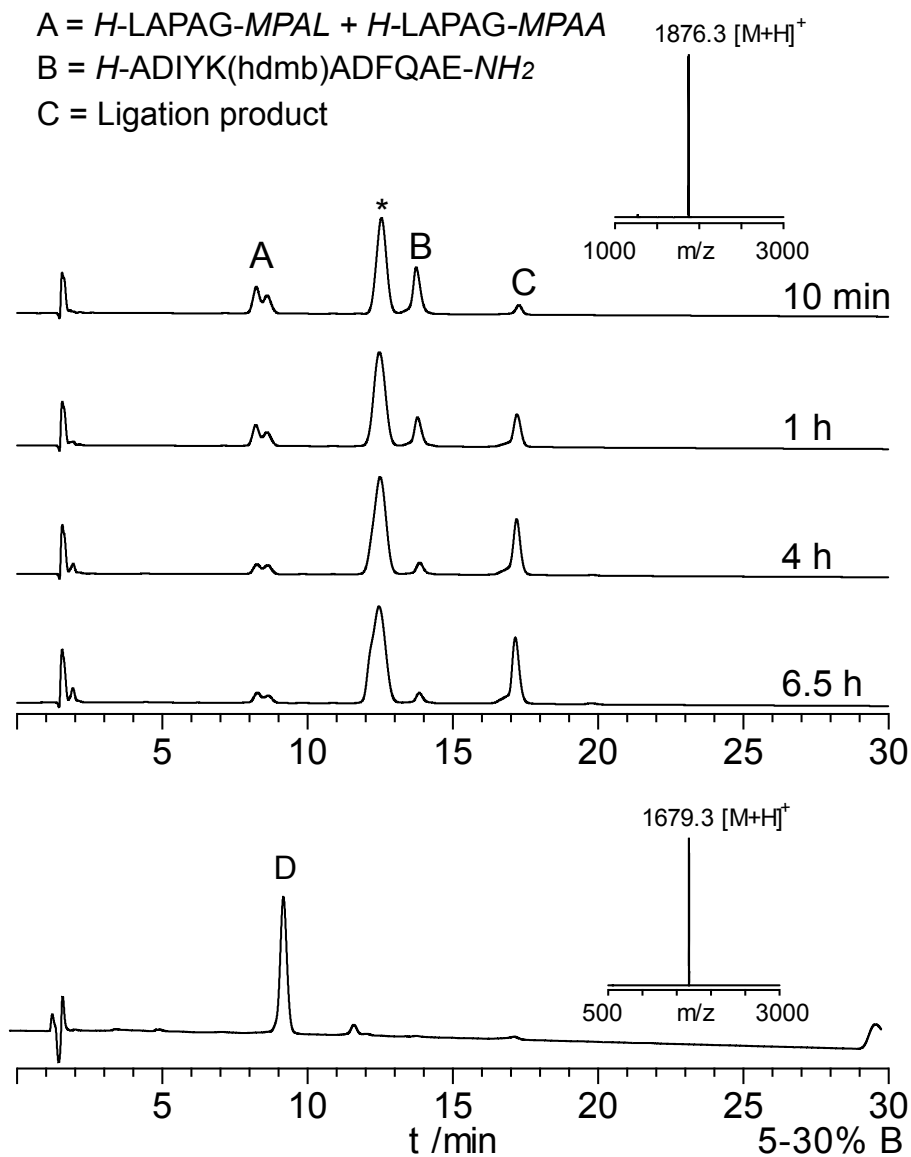 A = H-LAPAG-MPAL + H-LAPAG-MPAA
B = H-ADIYK(hdmb)ADFQAE-NH2
C = Ligation product
1876.3 [M+H]+
1000 m/z 3000
A * B C
10 min
1 h
4 h
6.5 h
5 10 15 20 25 30
1679.3 [M+H]+
D
500 m/z 3000
5 10 15 20 25 30
t /min 5-30% B